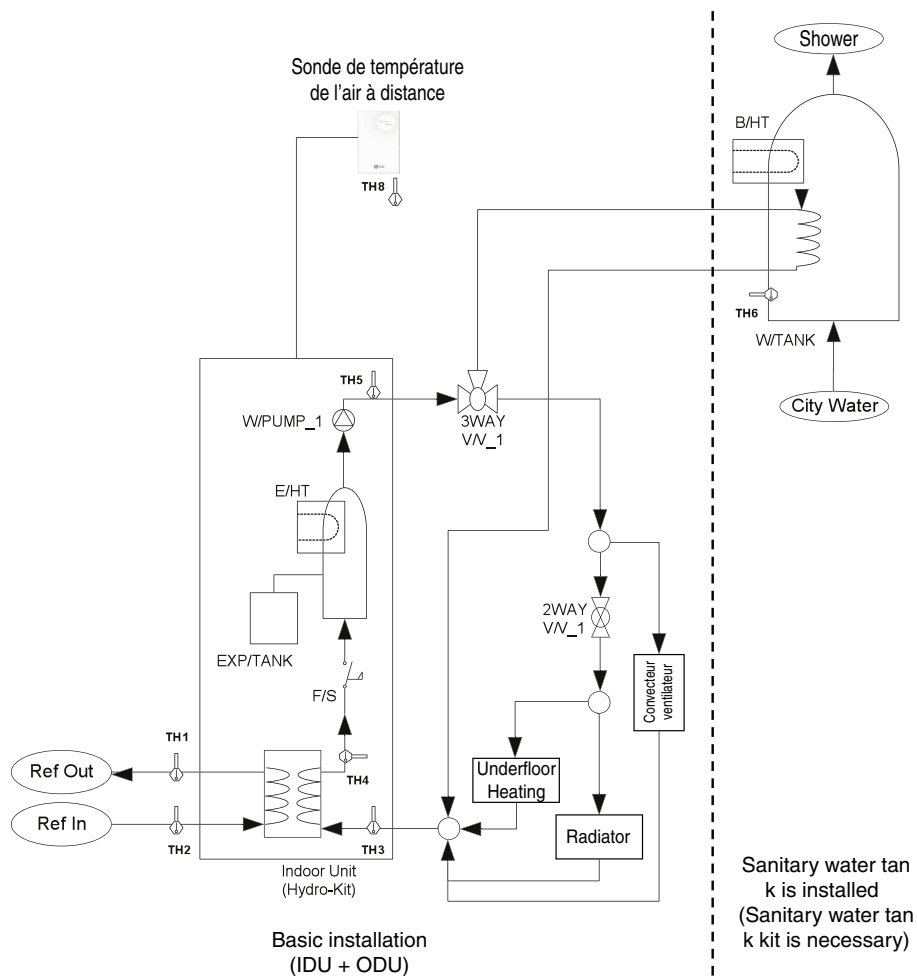 Shower
Sonde de température
de l'air à distance
B/HT
TH8
TH6
W/TANK
City Water
TH5
W/PUMP_1
3WAY
V/V_1
E/HT
EXP/TANK
F/S
2WAY
V/V_1
Convecteur
ventilateur
TH1
Ref Out
TH4
Underfloor
Heating
Ref In
TH2
TH3
Radiator
Indoor Unit
(Hydro-Kit)
Basic installation
(IDU + ODU)
Sanitary water tan
k is installed
(Sanitary water tan
k kit is necessary)